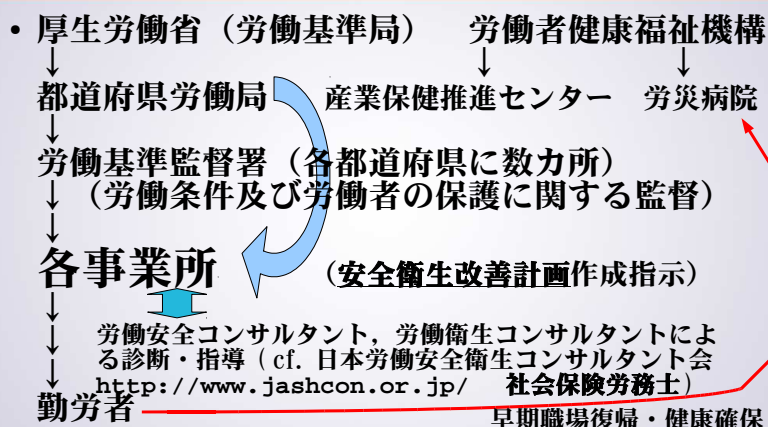 • 厚生労働省（労働基準局） 労働者健康福祉機構
↓ ↓ ↓
都道府県労働局 産業保健推進センター 労災病院
↓
労働基準監督署（各都道府県に数カ所）
↓ （労働条件及び労働者の保護に関する監督）
↓
各事業所 （安全衛生改善計画作成指示）
↓
↓ 労働安全コンサルタント，労働衛生コンサルタントによ
る診断・指導（cf. 日本労働安全衛生コンサルタント会
↓ http://www.jashcon.or.jp/ 社会保険労務士）
勤労者
早期職場復帰・健康確保